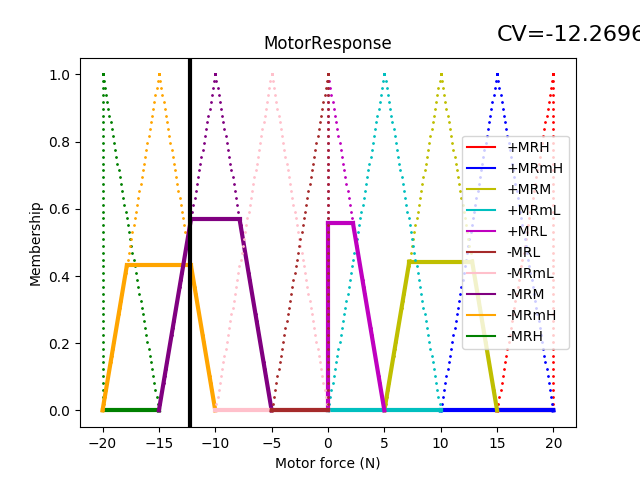 CV=-12.2696
MotorResponse
Membership
1.0
0.8
0.6
0.4
0.2
0.0
+MRH
+MRmH
+MRM
+MRmL
+MRL
-MRL
-MRmL
-MRM
-MRmH
-MRH
−20 −15 −10 −5 0 5 10 15 20
Motor force (N)